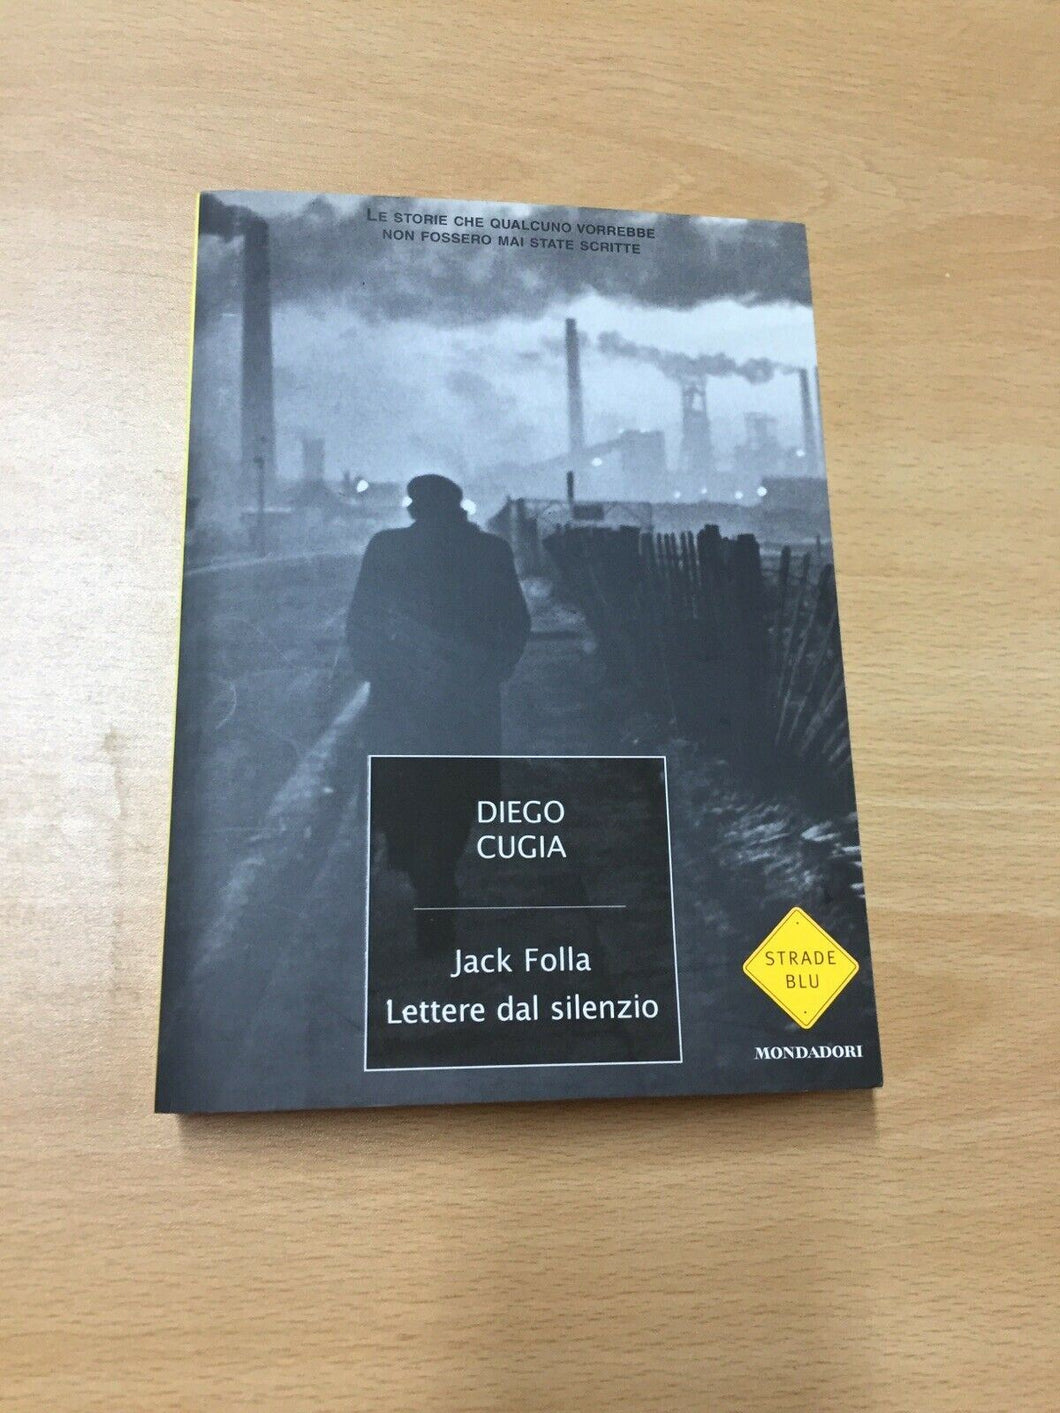 LE STORIE CHE QUALCUNO VORREBBE
NON FOSSERO MAI STATE SCRITTE
DIEGO
CUGIA
Jack Folla
Lettere dal silenzio
STRADE
BLU
MONDADORI